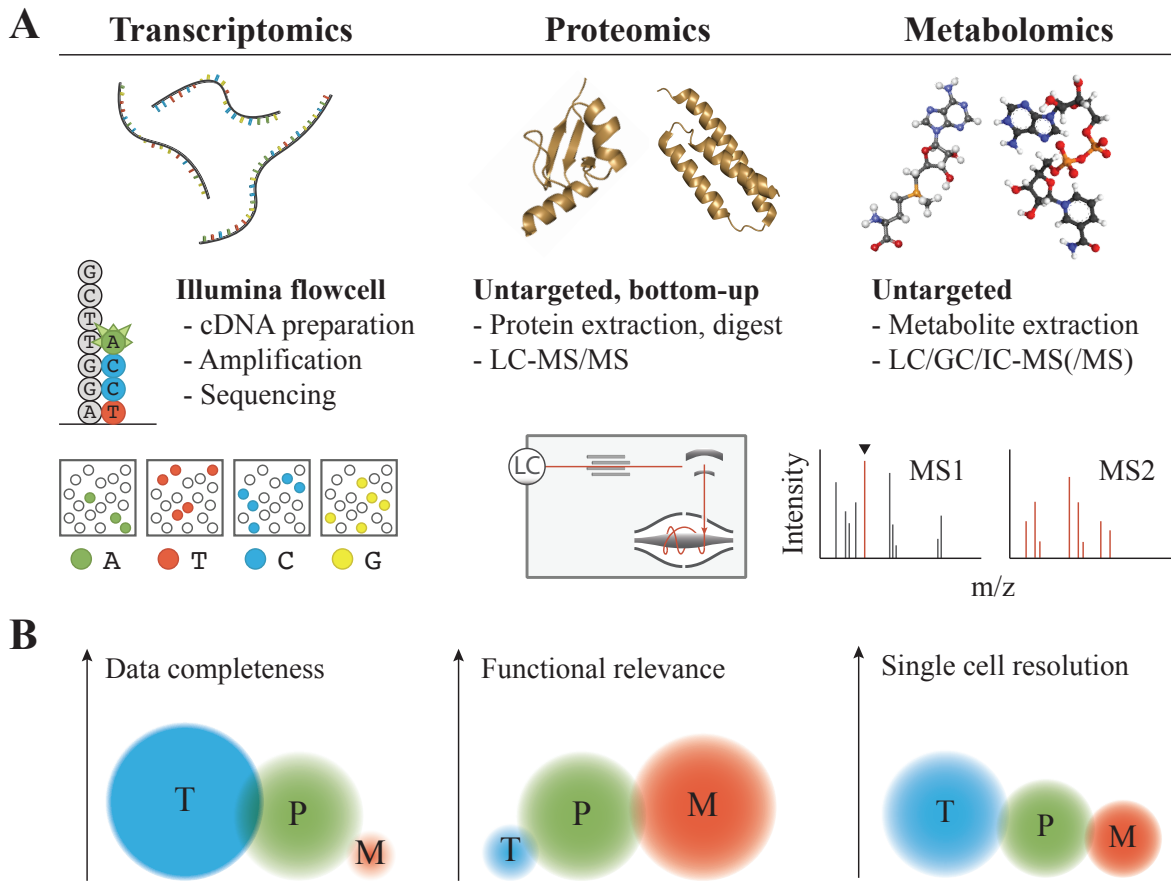 A
Transcriptomics
Proteomics
Metabolomics
Illumina flowcell
- cDNA preparation
- Amplification
- Sequencing
G
C
T
T A
G C
G C
A T
Untargeted, bottom-up
- Protein extraction, digest
- LC-MS/MS
Untargeted
- Metabolite extraction
- LC/GC/IC-MS(/MS)
A
T
C
G
LC
Intensity
MS1
MS2
m/z
B
Data completeness
T
P
M
Functional relevance
T
P
M
Single cell resolution
T
P
M